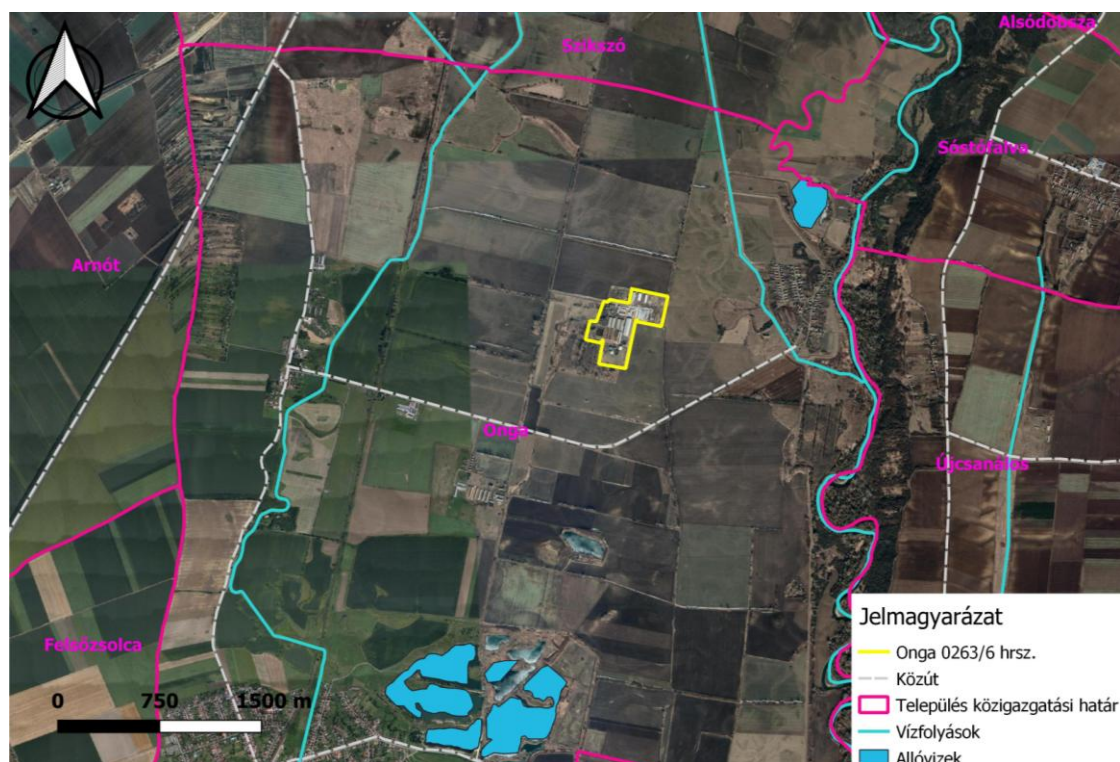 Alsódobsza
Szikszó
Sóstófalva
Arnót
Onga
Újcsanálos
Felsőzsolca
0 750 1500 m
Jelmagyarázat
Onga 0263/6 hrsz.
Közút
Település közigazgatási határ
Vízfolyások
Állóvizek